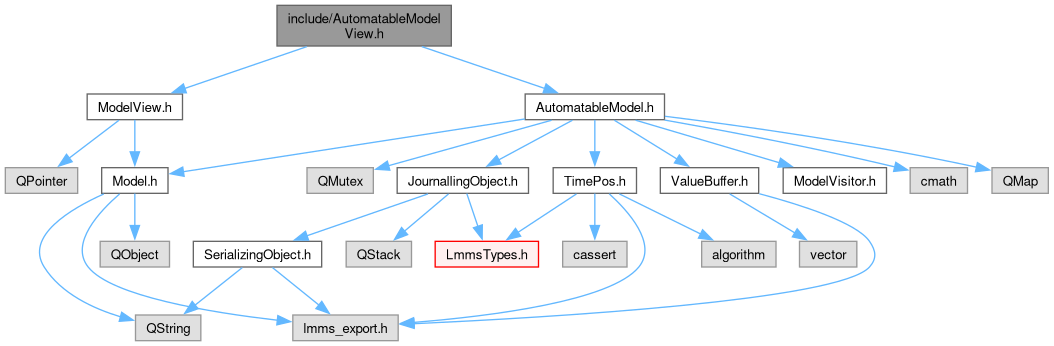 include/AutomatableModel
View.h
ModelView.h
AutomatableModel.h
QPointer
Model.h
QMutex
JournallingObject.h
TimePos.h
ValueBuffer.h
ModelVisitor.h
cmath
QMap
QObject
SerializingObject.h
QStack
LmmsTypes.h
cassert
algorithm
vector
QString
lmms_export.h